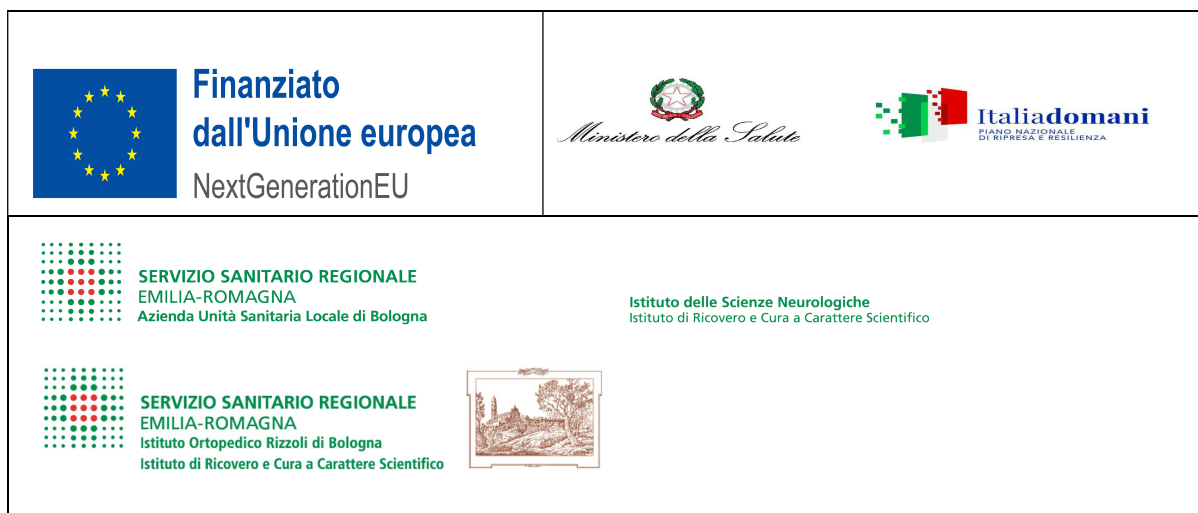 Finanziato
dall'Unione europea
NextGenerationEU
Ministero della Salute
Italiadomani
PIANO NAZIONALE
DI RIPRESA E RESILIENZA
SERVIZIO SANITARIO REGIONALE
EMILIA-ROMAGNA
Azienda Unità Sanitaria Locale di Bologna
Istituto delle Scienze Neurologiche
Istituto di Ricovero e Cura a Carattere Scientifico
SERVIZIO SANITARIO REGIONALE
EMILIA-ROMAGNA
Istituto Ortopedico Rizzoli di Bologna
Istituto di Ricovero e Cura a Carattere Scientifico